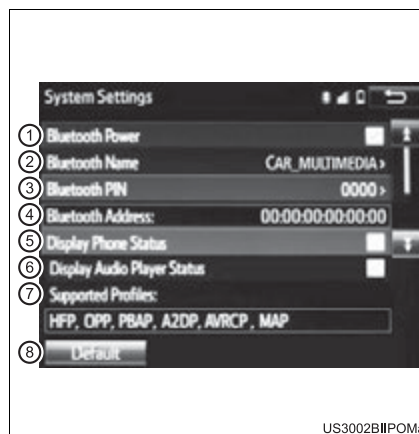 System Settings
① Bluetooth Power
② Bluetooth Name CAR_MULTIMEDIA ›
③ Bluetooth PIN 0000 ›
④ Bluetooth Address: 00:00:00:00:00:00
⑤ Display Phone Status
⑥ Display Audio Player Status
⑦ Supported Profiles:
HFP, OPP, PBAP, A2DP, AVRCP, MAP
⑧ Default